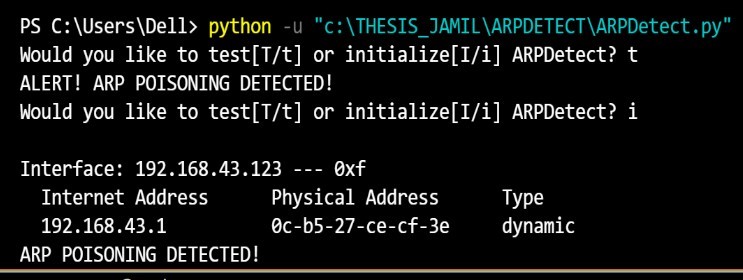 PS C:\Users\Dell> python -u "c:\THESIS_JAMIL\ARPDETECT\ARPDetect.py"
Would you like to test[T/t] or initialize[I/i] ARPDetect? t
ALERT! ARP POISONING DETECTED!
Would you like to test[T/t] or initialize[I/i] ARPDetect? i
Interface: 192.168.43.123 --- 0xf
Internet Address Physical Address Type
192.168.43.1 0c-b5-27-ce-cf-3e dynamic
ARP POISONING DETECTED!